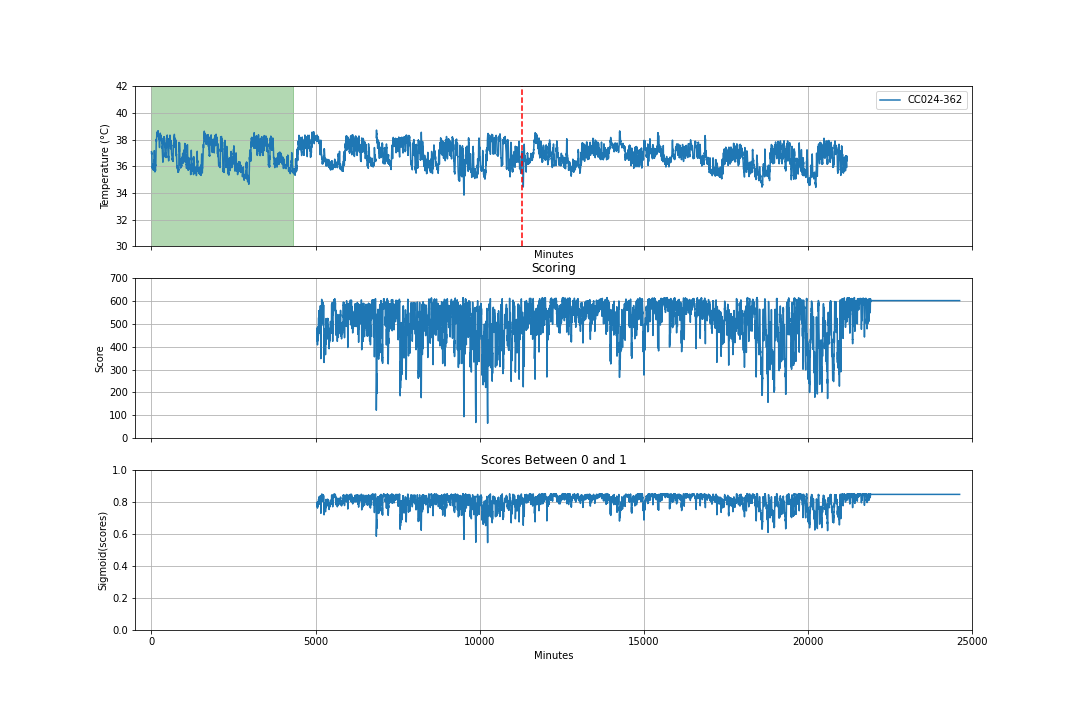 42
40
38
36
34
32
30
Temperature (°C)
CC024-362
Minutes
Scoring
700
600
500
400
300
200
100
0
Score
Scores Between 0 and 1
1.0
0.8
0.6
0.4
0.2
0.0
Sigmoid(scores)
0 5000 10000 15000 20000 25000
Minutes